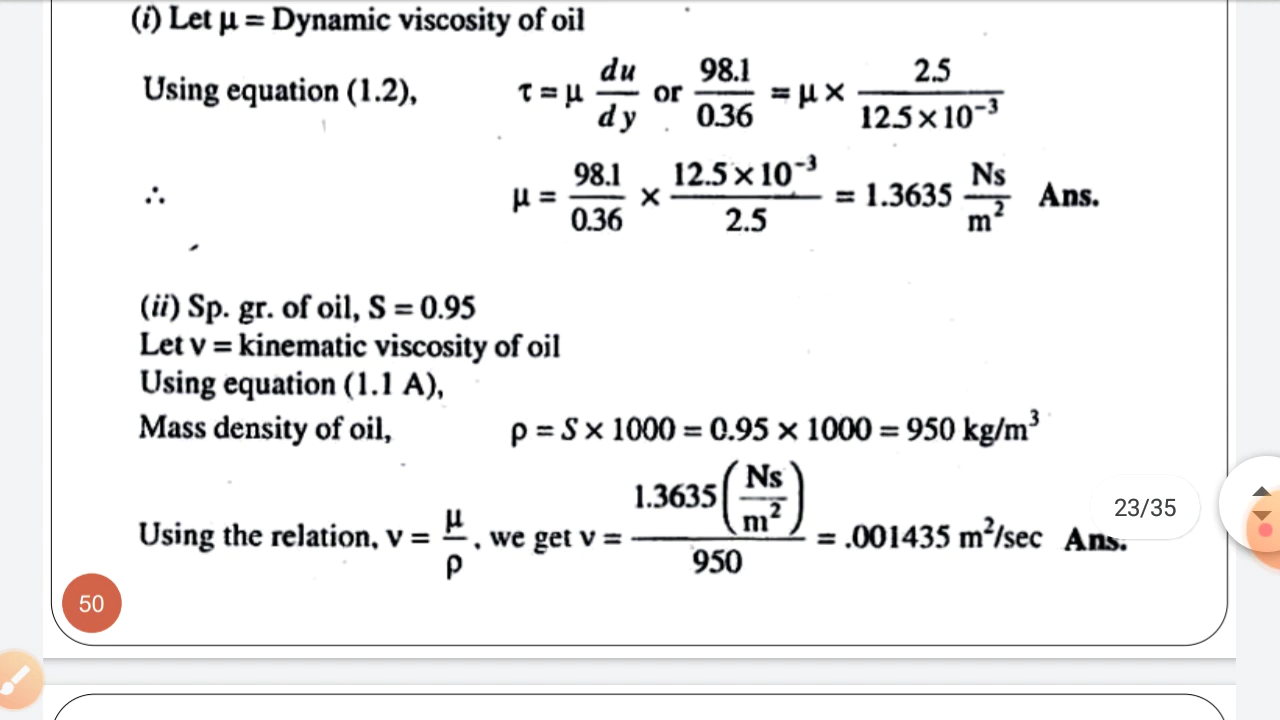 (i) Let μ = Dynamic viscosity of oil
Using equation (1.2), τ = μ du/dy or 98.1/0.36 = μ × 2.5/12.5 × 10⁻³
∴ μ = 98.1/0.36 × 12.5 × 10⁻³/2.5 = 1.3635 Ns/m² Ans.
(ii) Sp. gr. of oil, S = 0.95
Let ν = kinematic viscosity of oil
Using equation (1.1 A),
Mass density of oil, ρ = S × 1000 = 0.95 × 1000 = 950 kg/m³
23/35
Using the relation, ν = μ/ρ, we get ν = 1.3635 (Ns/m²)/950 = .001435 m²/sec Ans.
50